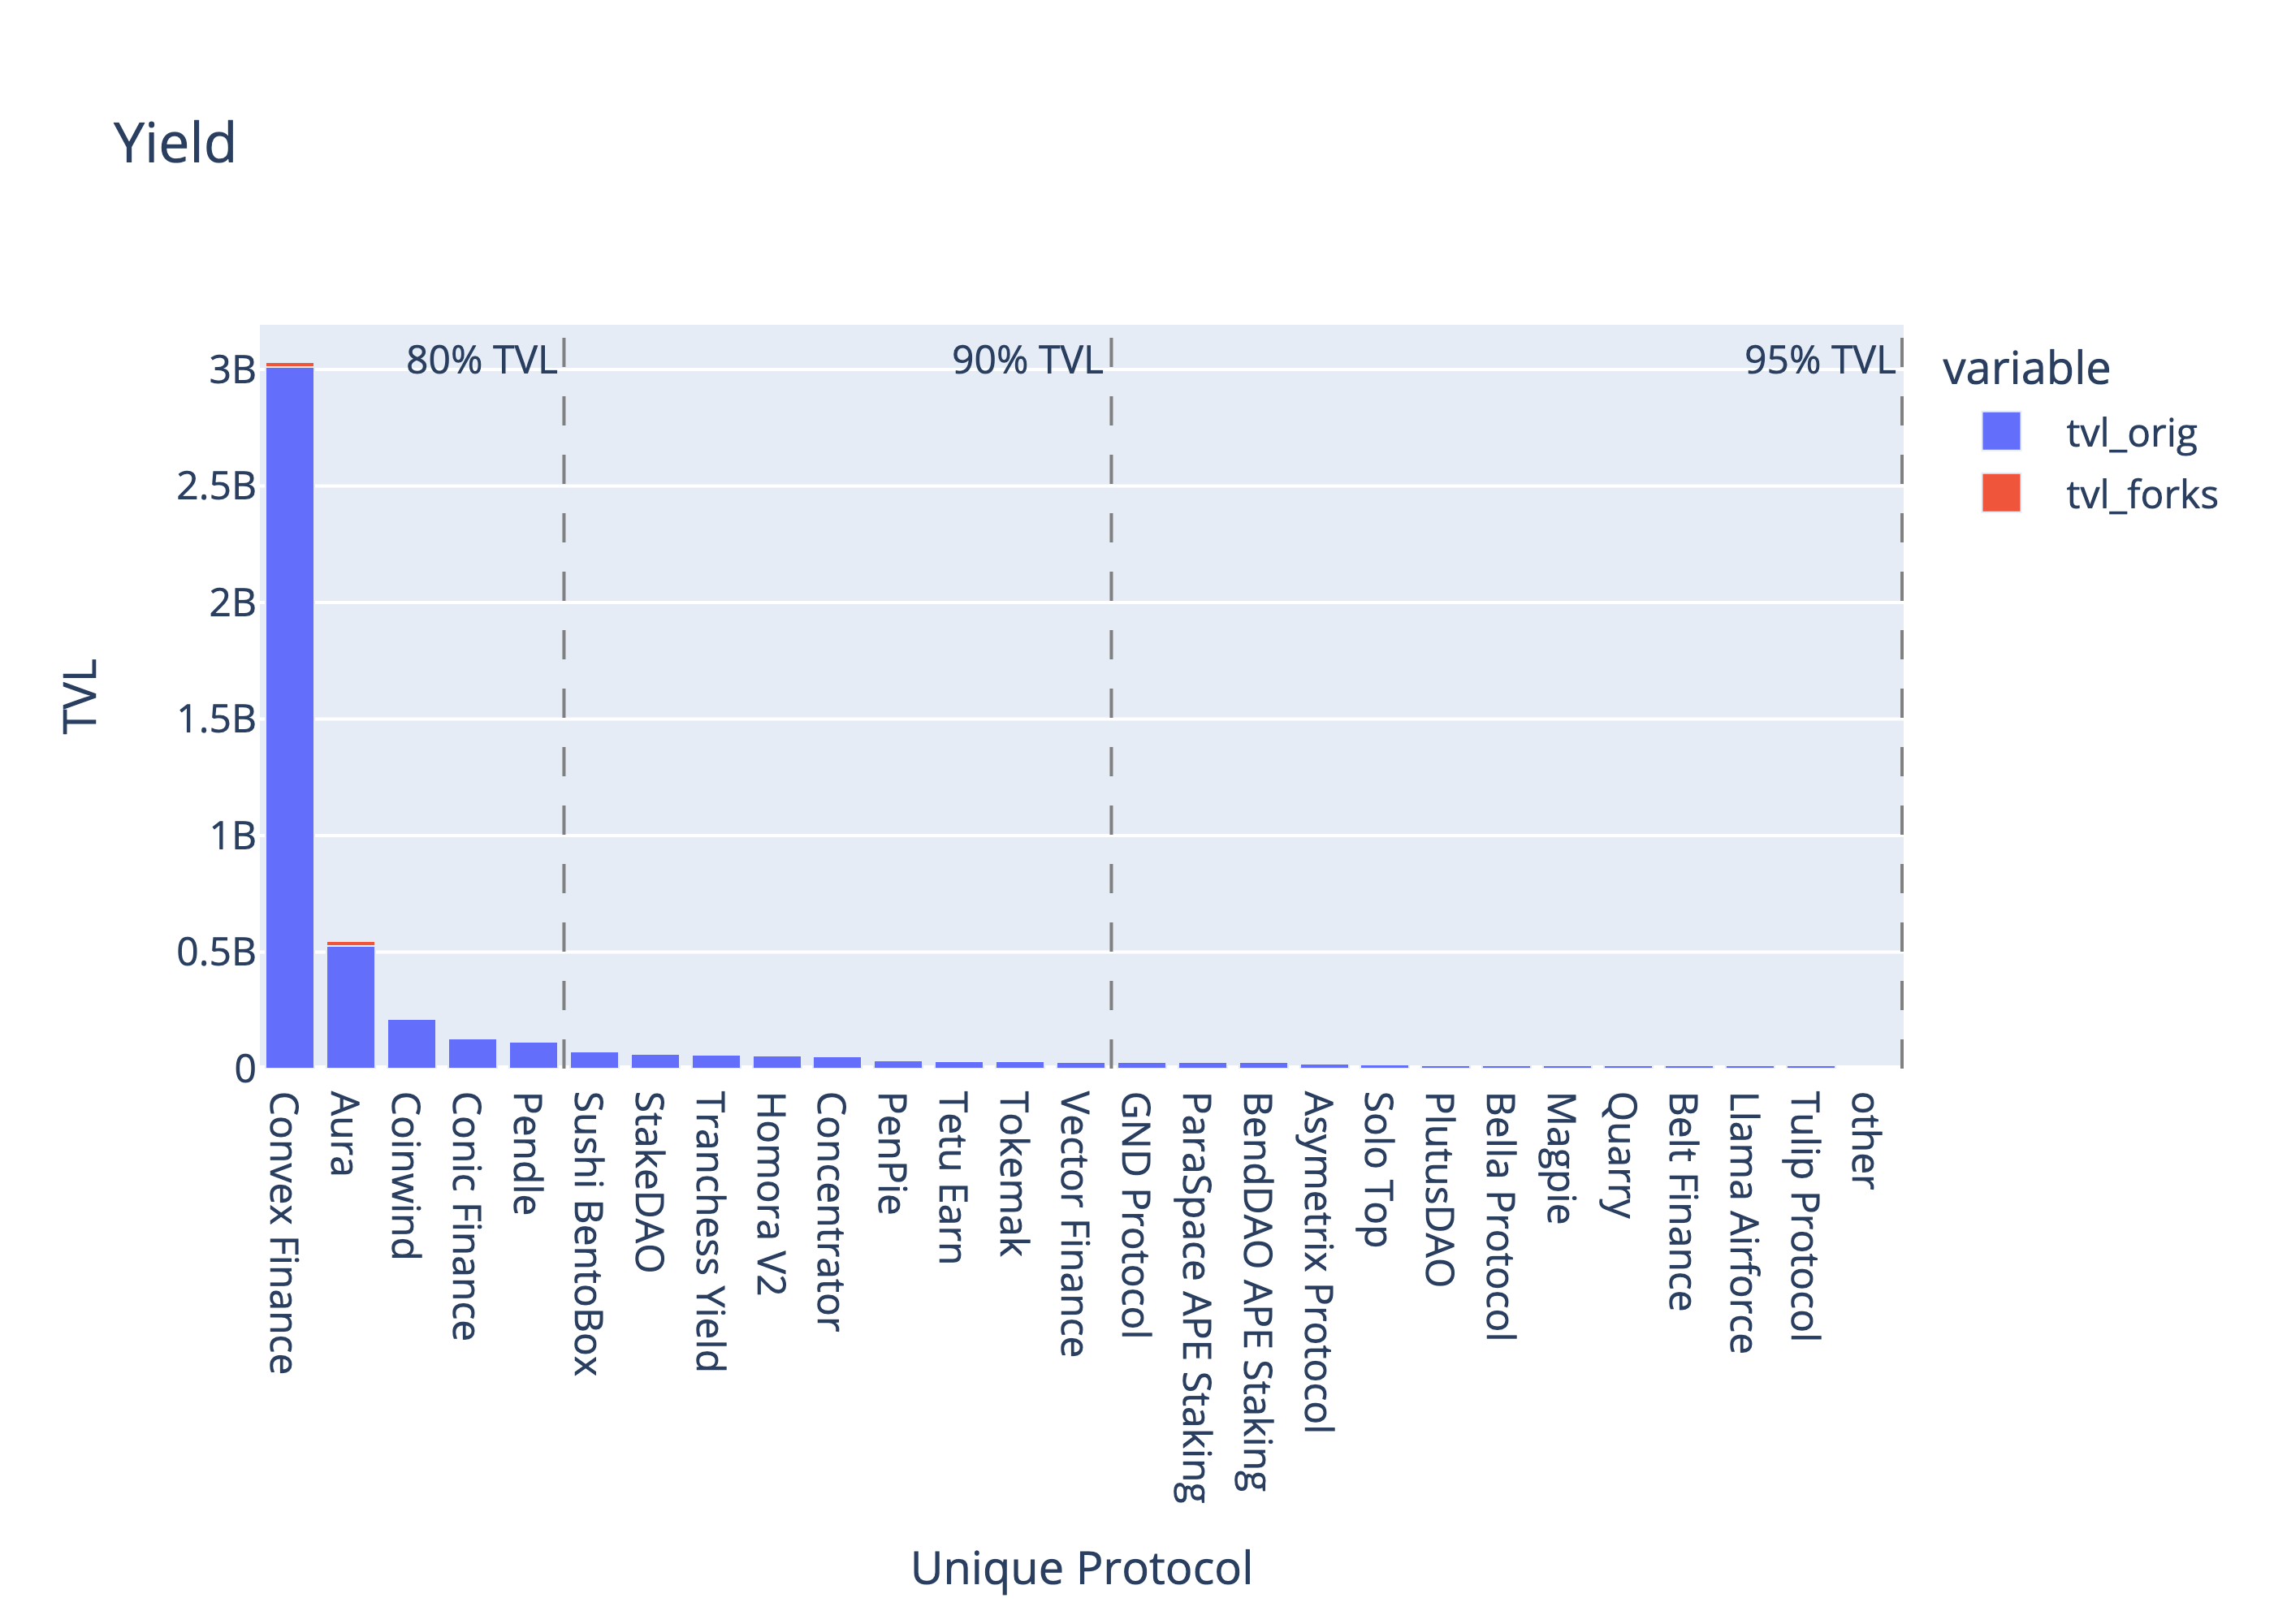 Yield
80% TVL
90% TVL
95% TVL
variable
tvl_orig
tvl_forks
3B
2.5B
2B
1.5B
1B
0.5B
0
TVL
Convex Finance
Aura
Coinwind
Conic Finance
Pendle
Sushi BentoBox
StakeDAO
Tranchess Yield
Homora V2
Concentrator
PenPie
Tetu Earn
Tokemak
Vector Finance
GND Protocol
ParaSpace APE Staking
BendDAO APE Staking
Asymetrix Protocol
Solo Top
PlutusDAO
Bella Protocol
Magpie
Quarry
Belt Finance
Llama Airforce
Tulip Protocol
other
Unique Protocol